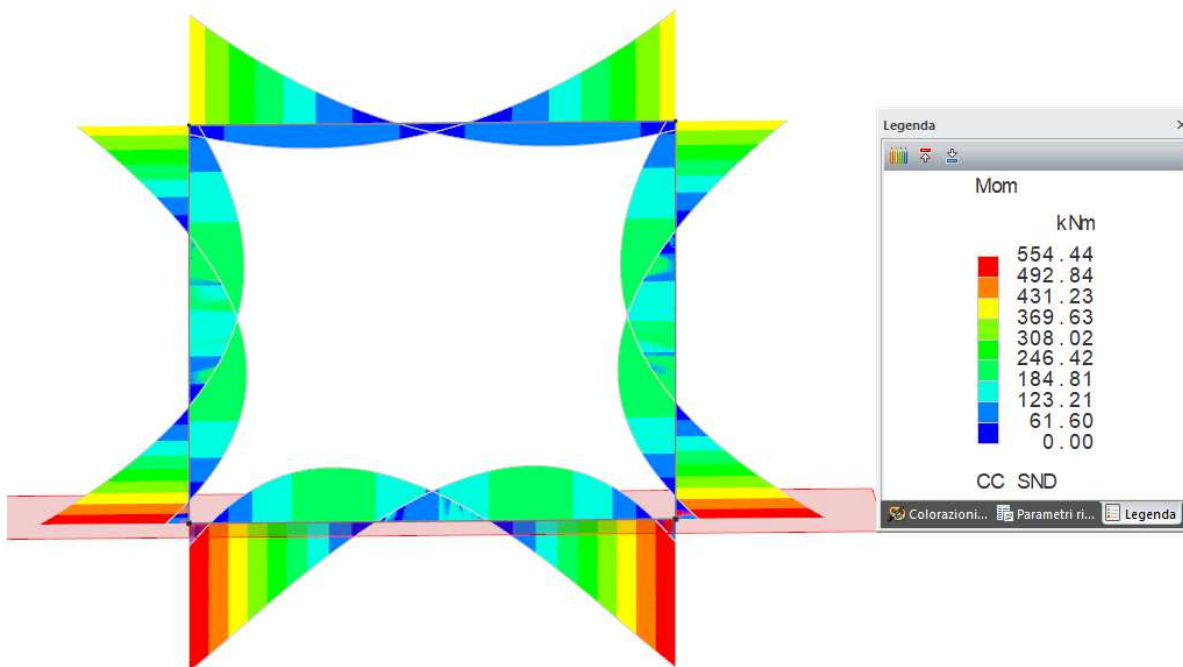 Legenda
Mom
kNm
554.44
492.84
431.23
369.63
308.02
246.42
184.81
123.21
61.60
0.00
CC SND
Colorazioni... Parametri ri... Legenda